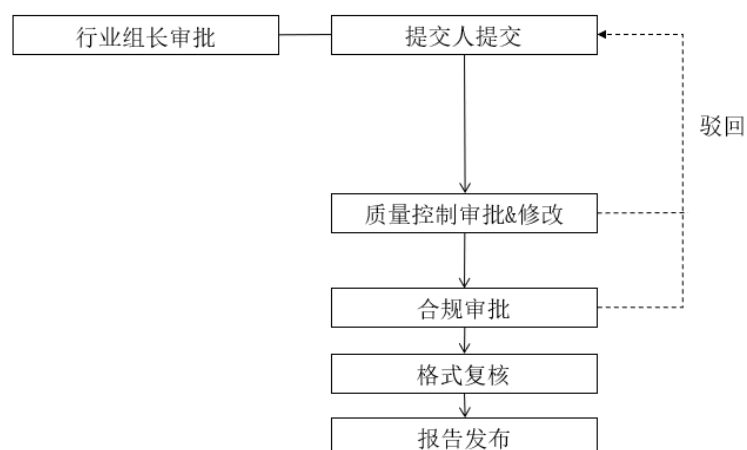 行业组长审批
提交人提交
驳回
质量控制审批&修改
合规审批
格式复核
报告发布